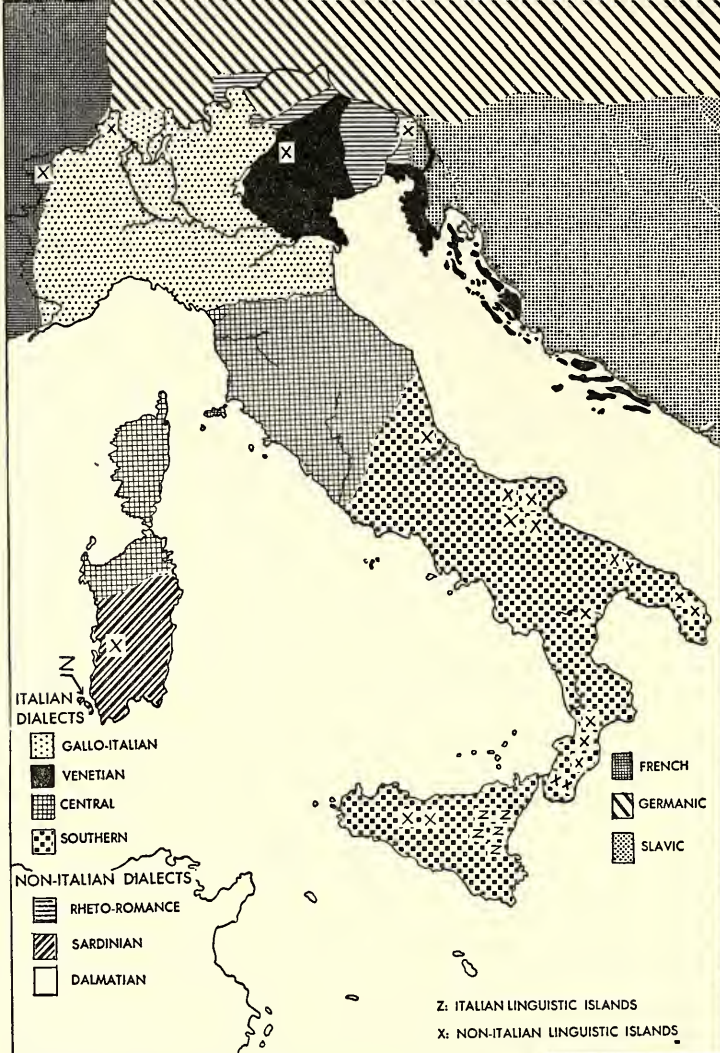 ITALIAN
DIALECTS
GALLO-ITALIAN
VENETIAN
CENTRAL
SOUTHERN
NON-ITALIAN DIALECTS
RHETO-ROMANCE
SARDINIAN
DALMATIAN
FRENCH
GERMANIC
SLAVIC
Z: ITALIAN LINGUISTIC ISLANDS
X: NON-ITALIAN LINGUISTIC ISLANDS